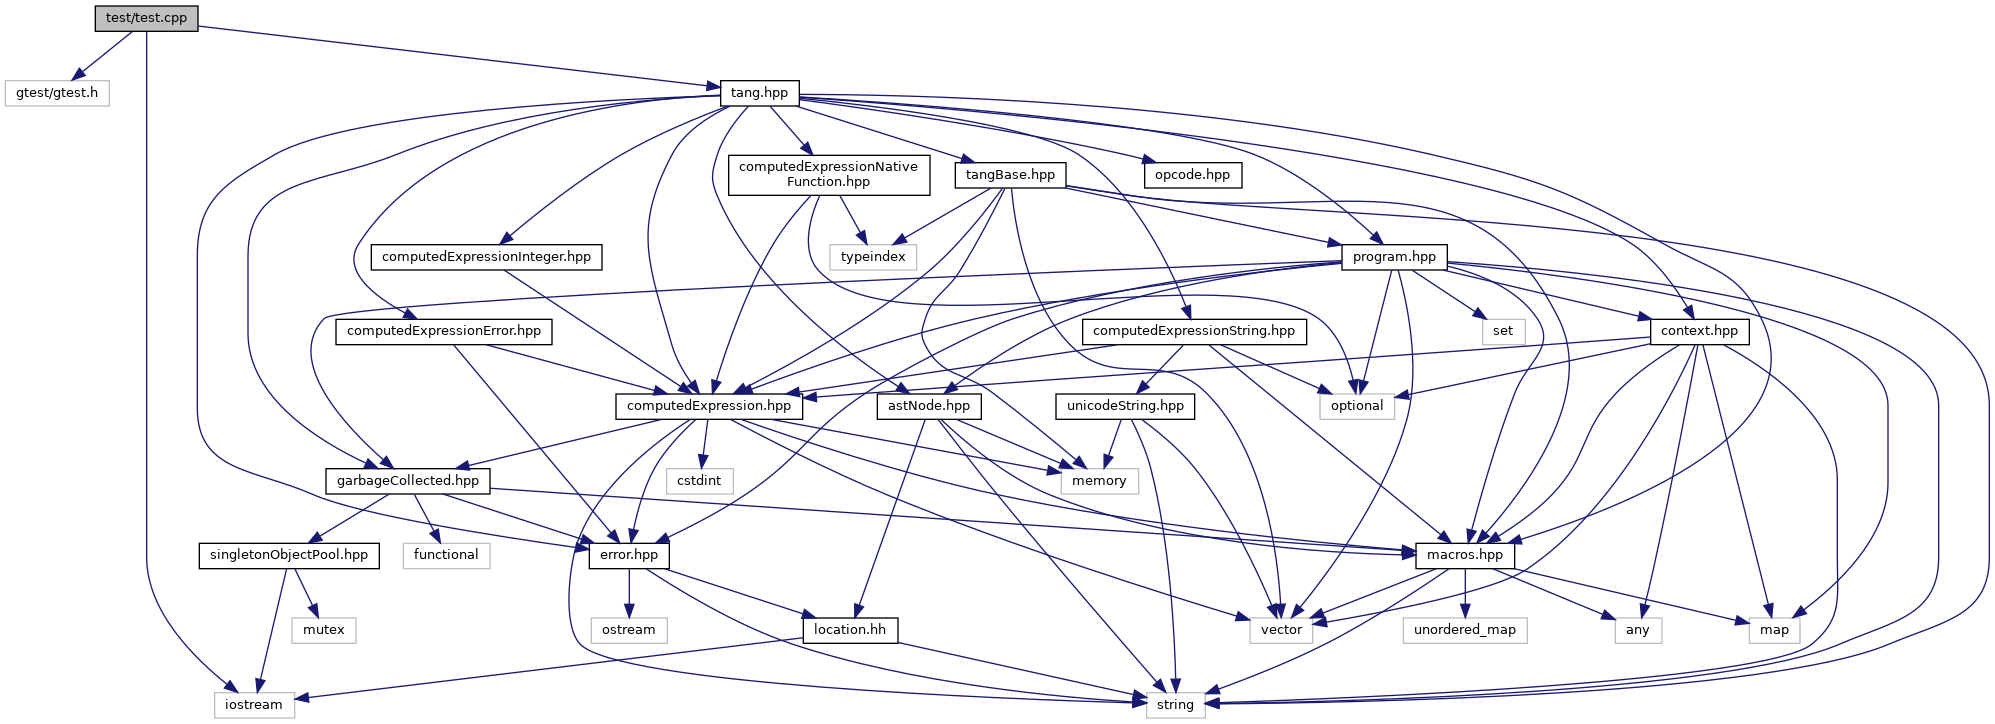 test/test.cpp
gtest/gtest.h
tang.hpp
computedExpressionNative
Function.hpp
tangBase.hpp
opcode.hpp
computedExpressionInteger.hpp
typeindex
program.hpp
computedExpressionError.hpp
computedExpressionString.hpp
set
context.hpp
computedExpression.hpp
astNode.hpp
unicodeString.hpp
optional
garbageCollected.hpp
cstdint
memory
singletonObjectPool.hpp
functional
error.hpp
macros.hpp
mutex
ostream
location.hh
vector
unordered_map
any
map
iostream
string